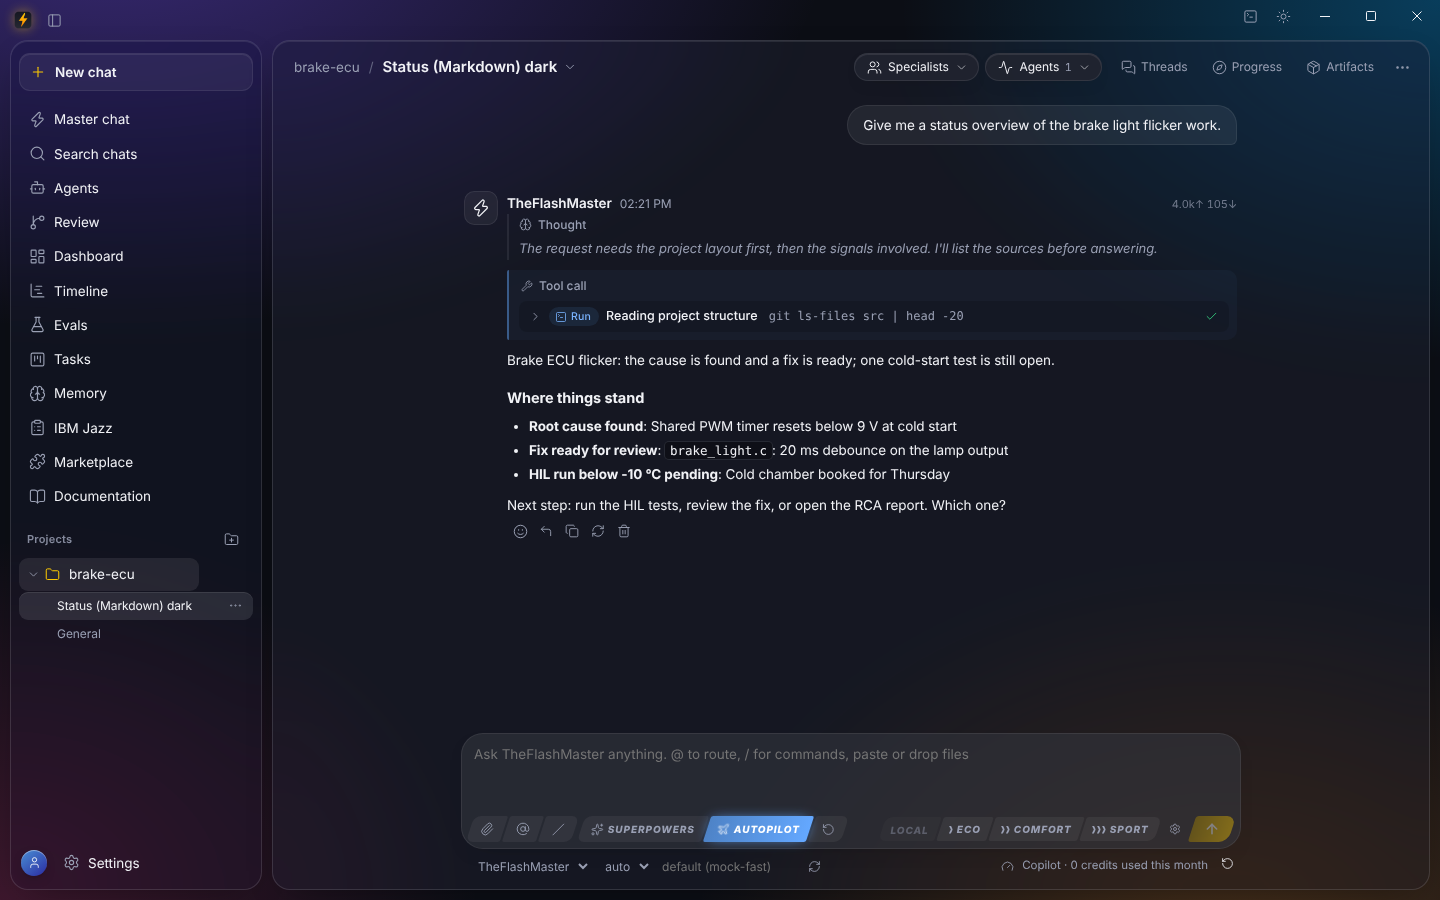 New chat
Master chat
Search chats
Agents
Review
Dashboard
Timeline
Evals
Tasks
Memory
IBM Jazz
Marketplace
Documentation
Projects
brake-ecu
Status (Markdown) dark
General
Settings
brake-ecu / Status (Markdown) dark
Specialists
Agents 1
Threads
Progress
Artifacts
Give me a status overview of the brake light flicker work.
TheFlashMaster 02:21 PM 4.0k↑ 105↓
Thought
The request needs the project layout first, then the signals involved. I'll list the sources before answering.
Tool call
Run Reading project structure git ls-files src | head -20
Brake ECU flicker: the cause is found and a fix is ready; one cold-start test is still open.
Where things stand
• Root cause found: Shared PWM timer resets below 9 V at cold start
• Fix ready for review: brake_light.c: 20 ms debounce on the lamp output
• HIL run below -10 °C pending: Cold chamber booked for Thursday
Next step: run the HIL tests, review the fix, or open the RCA report. Which one?
Ask TheFlashMaster anything. @ to route, / for commands, paste or drop files
SUPERPOWERS AUTOPILOT LOCAL ECO COMFORT SPORT
TheFlashMaster auto default (mock-fast) Copilot · 0 credits used this month